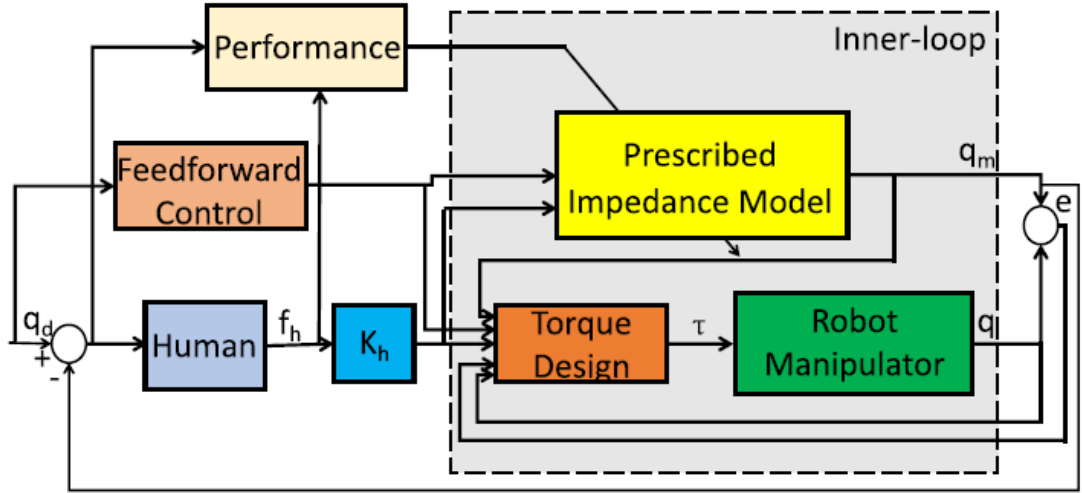 Performance
Inner-loop
Feedforward
Control
Prescribed
Impedance Model
q_m
e
q_d
+
-
Human
f_h
K_h
Torque
Design
τ
Robot
Manipulator
q